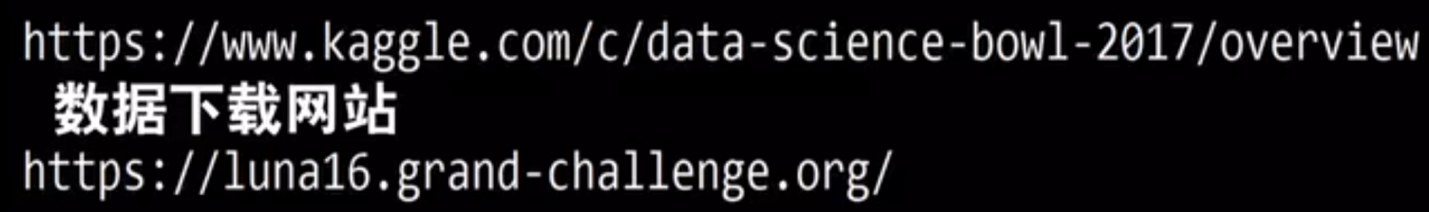 https://www.kaggle.com/c/data-science-bowl-2017/overview
数据下载网站
https://luna16.grand-challenge.org/